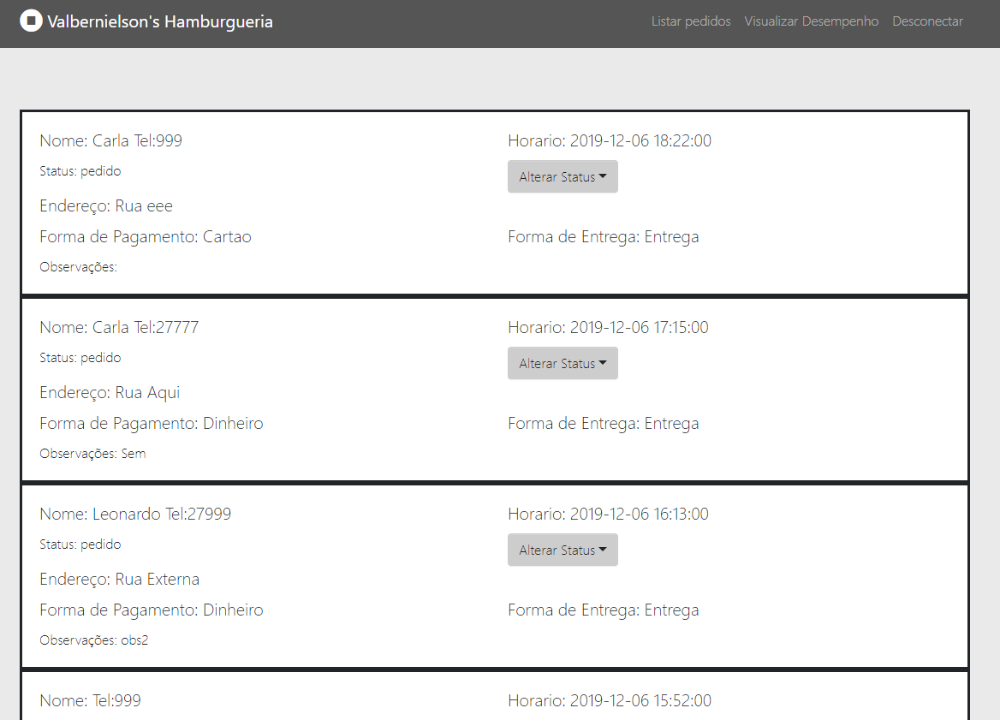 Valbernielson's Hamburgueria
Listar pedidos Visualizar Desempenho Desconectar
Nome: Carla Tel:999
Horario: 2019-12-06 18:22:00
Status: pedido
Alterar Status
Endereço: Rua eee
Forma de Pagamento: Cartao
Forma de Entrega: Entrega
Observações:
Nome: Carla Tel:27777
Horario: 2019-12-06 17:15:00
Status: pedido
Alterar Status
Endereço: Rua Aqui
Forma de Pagamento: Dinheiro
Forma de Entrega: Entrega
Observações: Sem
Nome: Leonardo Tel:27999
Horario: 2019-12-06 16:13:00
Status: pedido
Alterar Status
Endereço: Rua Externa
Forma de Pagamento: Dinheiro
Forma de Entrega: Entrega
Observações: obs2
Nome: Tel:999
Horario: 2019-12-06 15:52:00